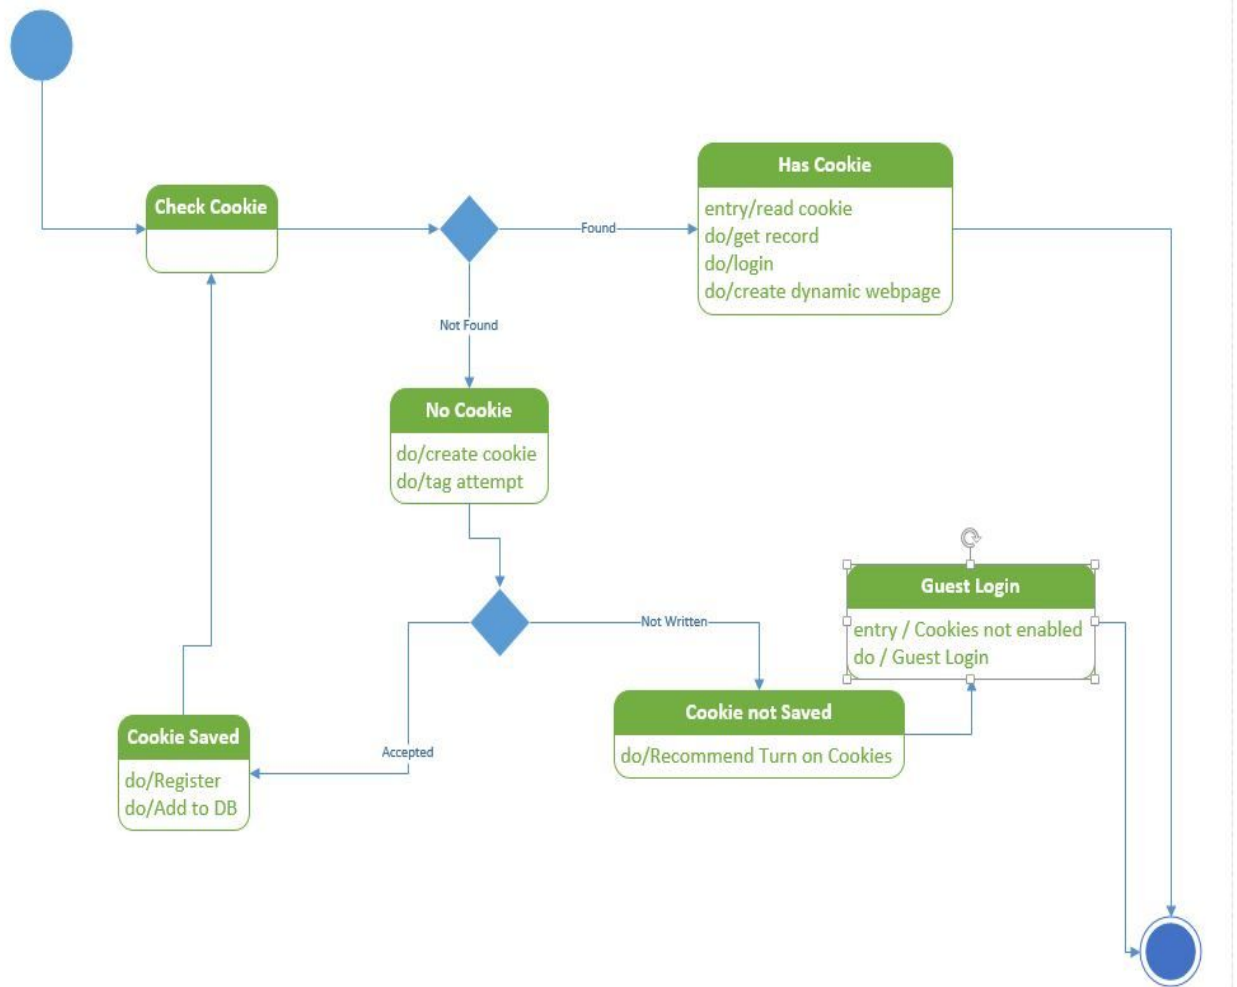 Has Cookie
entry/read cookie
do/get record
do/login
do/create dynamic webpage
Check Cookie
Found
Not Found
No Cookie
do/create cookie
do/tag attempt
Guest Login
entry / Cookies not enabled
do / Guest Login
Not Written
Cookie not Saved
do/Recommend Turn on Cookies
Accepted
Cookie Saved
do/Register
do/Add to DB